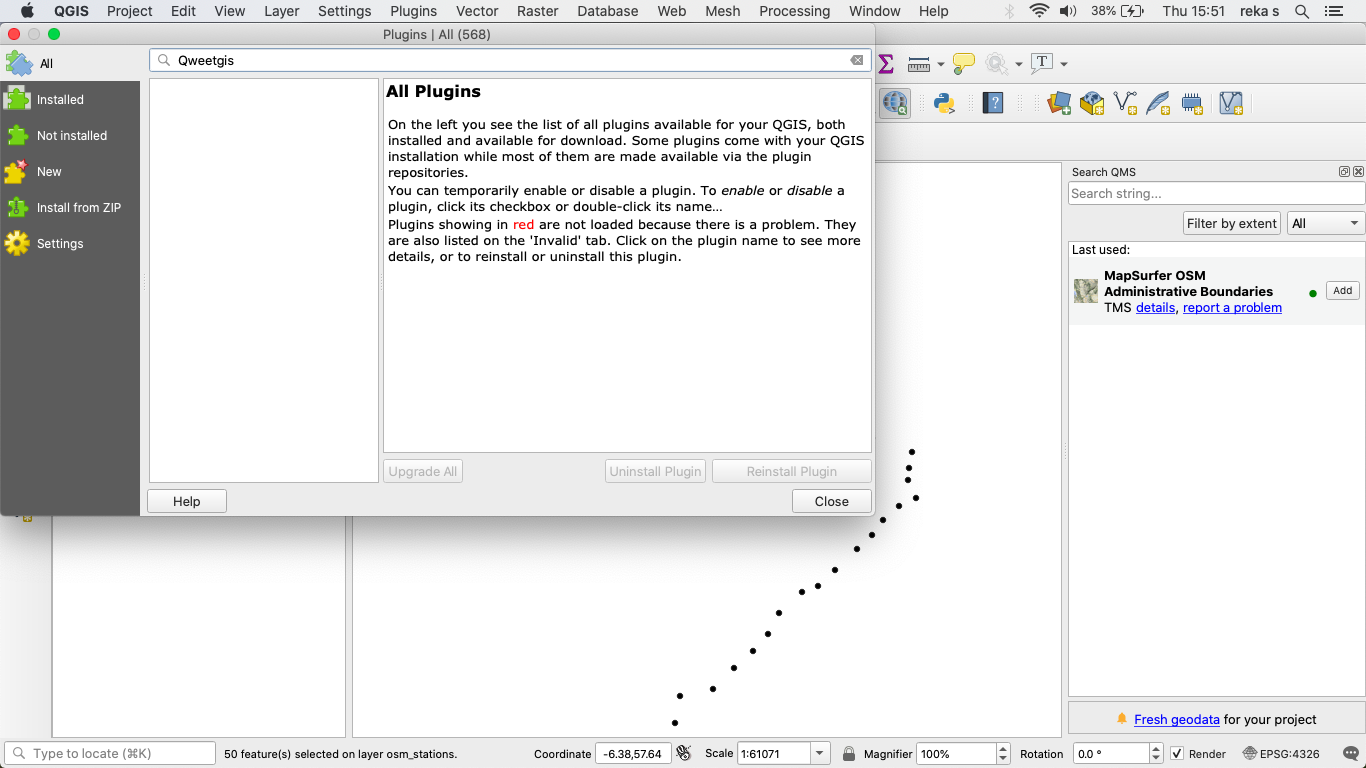 QGIS Project Edit View Layer Settings Plugins Vector Raster Database Web Mesh Processing Window Help 38% Thu 15:51 reka s
Plugins | All (568)
All
Qweetgis
Installed
Not installed
New
Install from ZIP
Settings
All Plugins
On the left you see the list of all plugins available for your QGIS, both
installed and available for download. Some plugins come with your QGIS
installation while most of them are made available via the plugin
repositories.
You can temporarily enable or disable a plugin. To enable or disable a
plugin, click its checkbox or double-click its name...
Plugins showing in red are not loaded because there is a problem. They
are also listed on the 'Invalid' tab. Click on the plugin name to see more
details, or to reinstall or uninstall this plugin.
Upgrade All
Uninstall Plugin
Reinstall Plugin
Help
Close
Search QMS
Search string...
Filter by extent
All
Last used:
MapSurfer OSM
Administrative Boundaries
TMS details, report a problem
Add
Fresh geodata for your project
Type to locate (⌘K)
50 feature(s) selected on layer osm_stations.
Coordinate -6.38,57.64
Scale 1:61071
Magnifier 100%
Rotation 0.0 °
Render
EPSG:4326